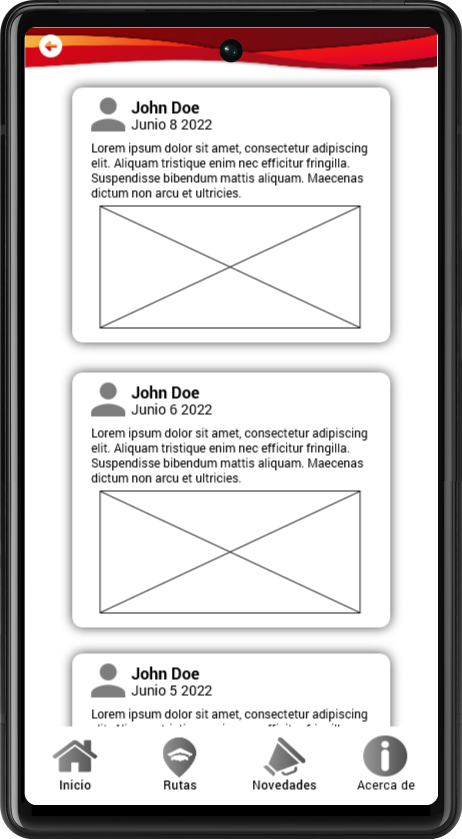 John Doe
Junio 8 2022
Lorem ipsum dolor sit amet, consectetur adipiscing
elit. Aliquam tristique enim nec efficitur fringilla.
Suspendisse bibendum mattis aliquam. Maecenas
dictum non arcu et ultricies.
John Doe
Junio 6 2022
Lorem ipsum dolor sit amet, consectetur adipiscing
elit. Aliquam tristique enim nec efficitur fringilla.
Suspendisse bibendum mattis aliquam. Maecenas
dictum non arcu et ultricies.
John Doe
Junio 5 2022
Lorem ipsum dolor sit amet, consectetur adipiscing
Inicio
Rutas
Novedades
Acerca de